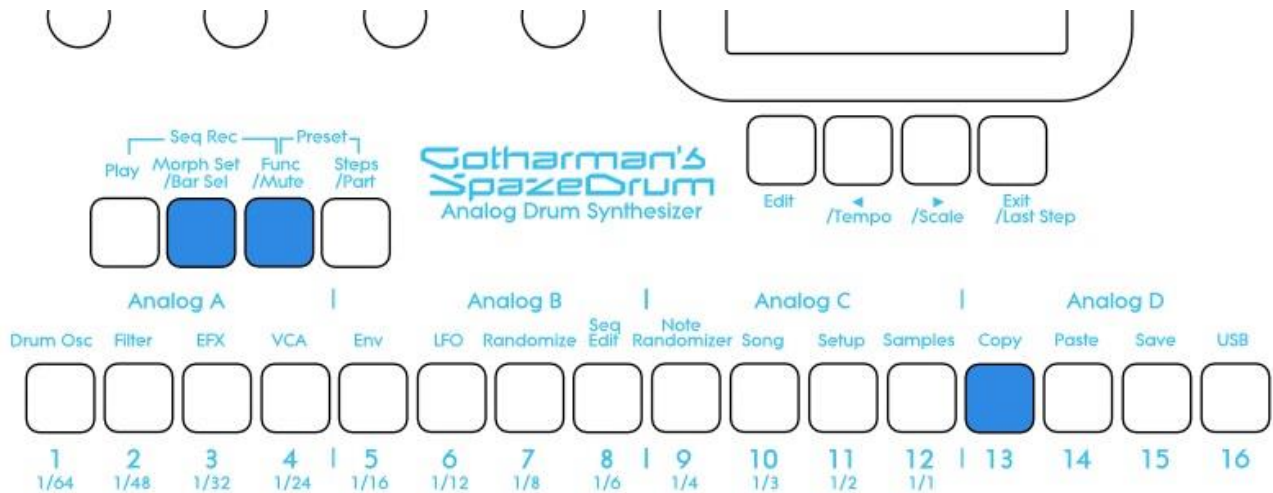 Seq Rec Preset
Play Morph Set /Bar Sel Func /Mute Steps /Part
Gotharman's
SpazeDrum
Analog Drum Synthesizer
Edit ◄ /Tempo ► /Scale Exit /Last Step
Analog A | Analog B | Analog C | Analog D
Drum Osc Filter EFX VCA Env LFO Randomize Seq Edit Note Randomizer Song Setup Samples Copy Paste Save USB
1 2 3 4 | 5 6 7 8 | 9 10 11 12 | 13 14 15 16
1/64 1/48 1/32 1/24 1/16 1/12 1/8 1/6 1/4 1/3 1/2 1/1